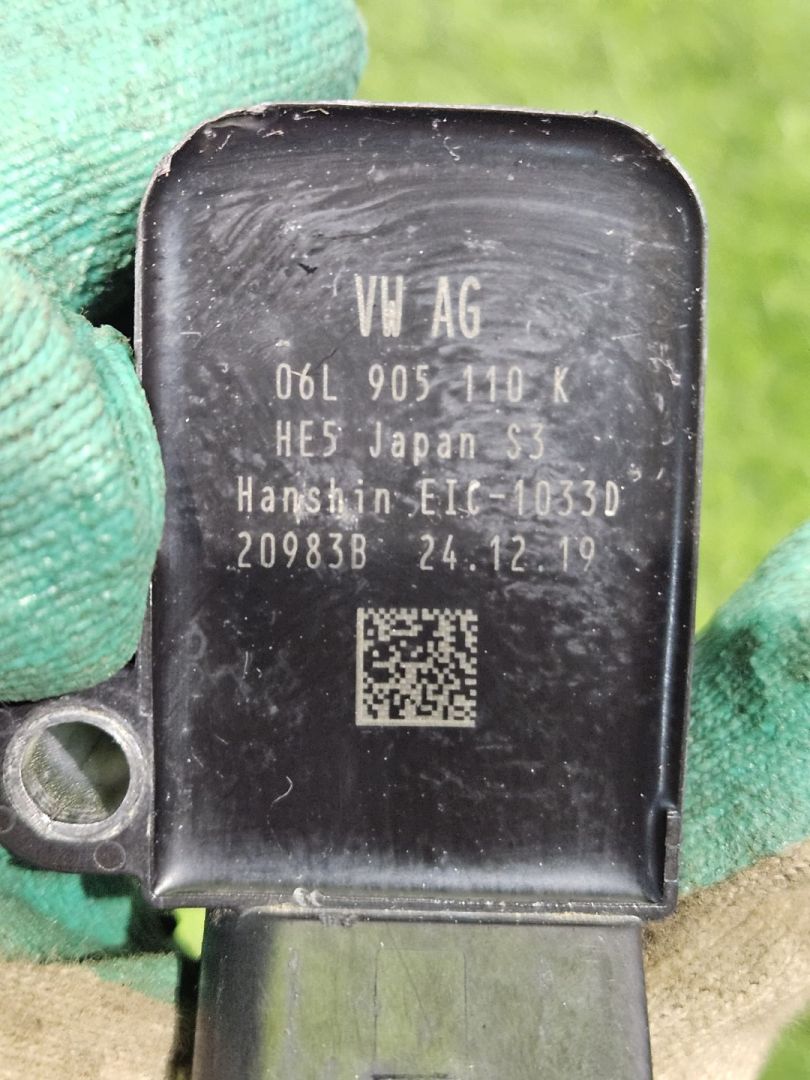 VW AG
06L 905 110 K
HE5 Japan S3
Hanshin EIC-1033D
20983B 24.12.19